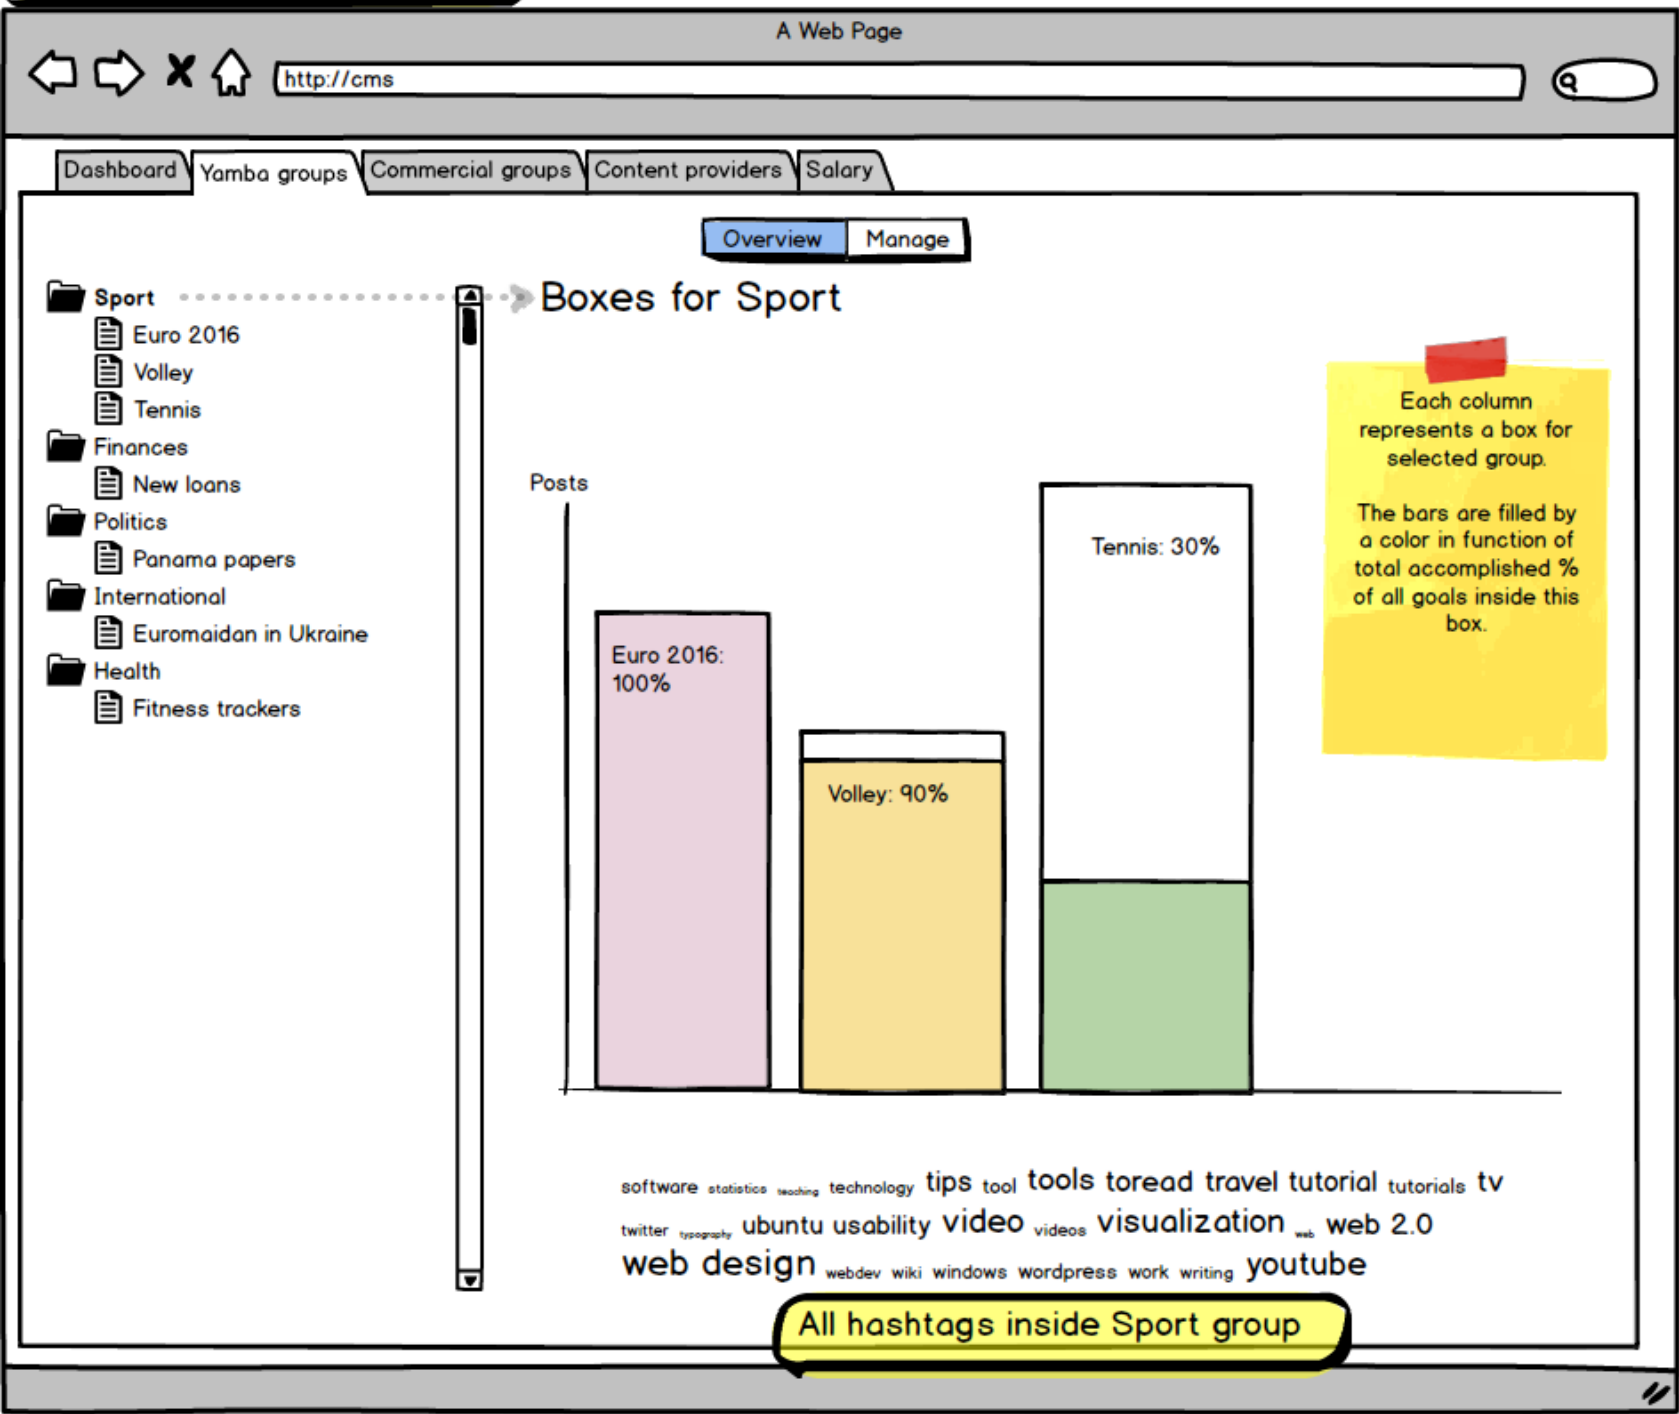 A Web Page
http://cms
Dashboard
Yamba groups
Commercial groups
Content providers
Salary
Overview
Manage
Sport
Euro 2016
Volley
Tennis
Finances
New loans
Politics
Panama papers
International
Euromaidan in Ukraine
Health
Fitness trackers
Boxes for Sport
Posts
Euro 2016:
100%
Volley: 90%
Tennis: 30%
Each column
represents a box for
selected group.
The bars are filled by
a color in function of
total accomplished %
of all goals inside this
box.
software statistics teaching technology tips tool tools toread travel tutorial tutorials tv
twitter typography ubuntu usability video videos visualization web web 2.0
web design webdev wiki windows wordpress work writing youtube
All hashtags inside Sport group